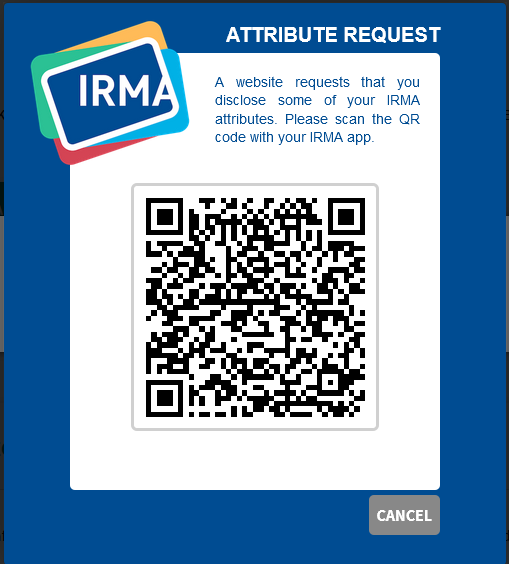 ATTRIBUTE REQUEST
IRMA
A website requests that you
disclose some of your IRMA
attributes. Please scan the QR
code with your IRMA app.
CANCEL